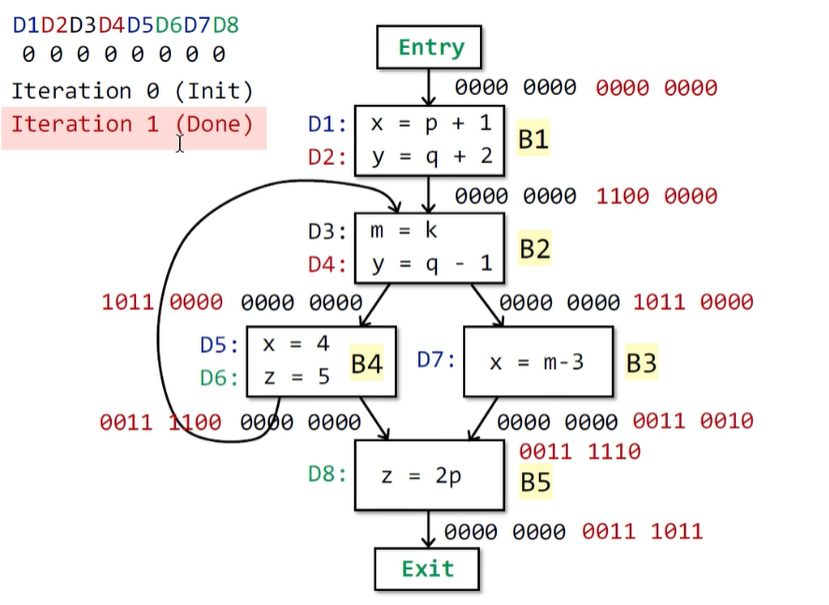 D1D2D3D4D5D6D7D8
0 0 0 0 0 0 0 0
Iteration 0 (Init)
Iteration 1 (Done)
Entry
0000 0000 0000 0000
D1: x = p + 1
D2: y = q + 2
B1
0000 0000 1100 0000
D3: m = k
D4: y = q - 1
B2
1011 0000 0000 0000
0000 0000 1011 0000
D5: x = 4
D6: z = 5
B4
D7: x = m-3
B3
0011 1100 0000 0000
0000 0000 0011 0010
0011 1110
D8: z = 2p
B5
0000 0000 0011 1011
Exit